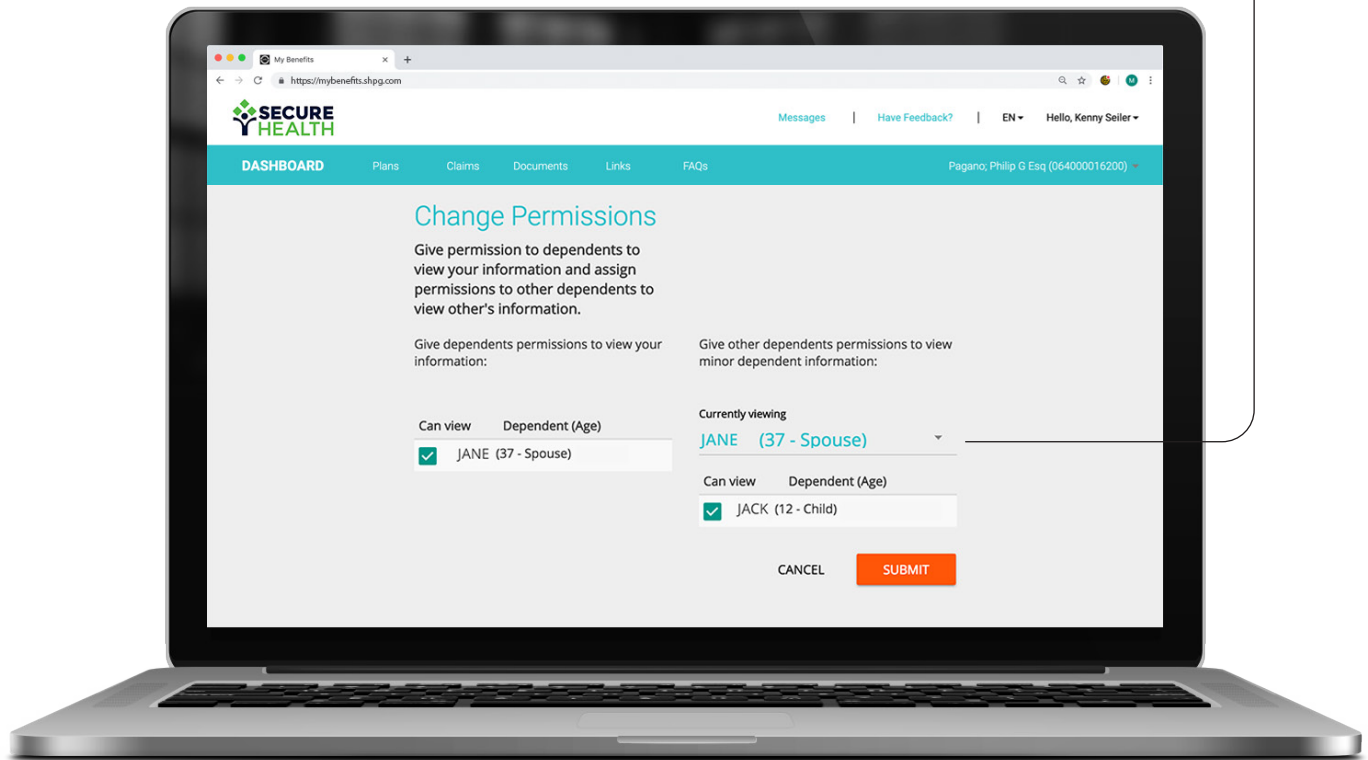 My Benefits
https://mybenefits.shpg.com
M
SECURE
HEALTH
Messages | Have Feedback? | EN Hello, Kenny Seiler
DASHBOARD Plans Claims Documents Links FAQs Pagano; Philip G Esq (064000016200)
Change Permissions
Give permission to dependents to
view your information and assign
permissions to other dependents to
view other's information.
Give dependents permissions to view your
information:
Can view Dependent (Age)
JANE (37 - Spouse)
Give other dependents permissions to view
minor dependent information:
Currently viewing
JANE (37 - Spouse)
Can view Dependent (Age)
JACK (12 - Child)
CANCEL SUBMIT